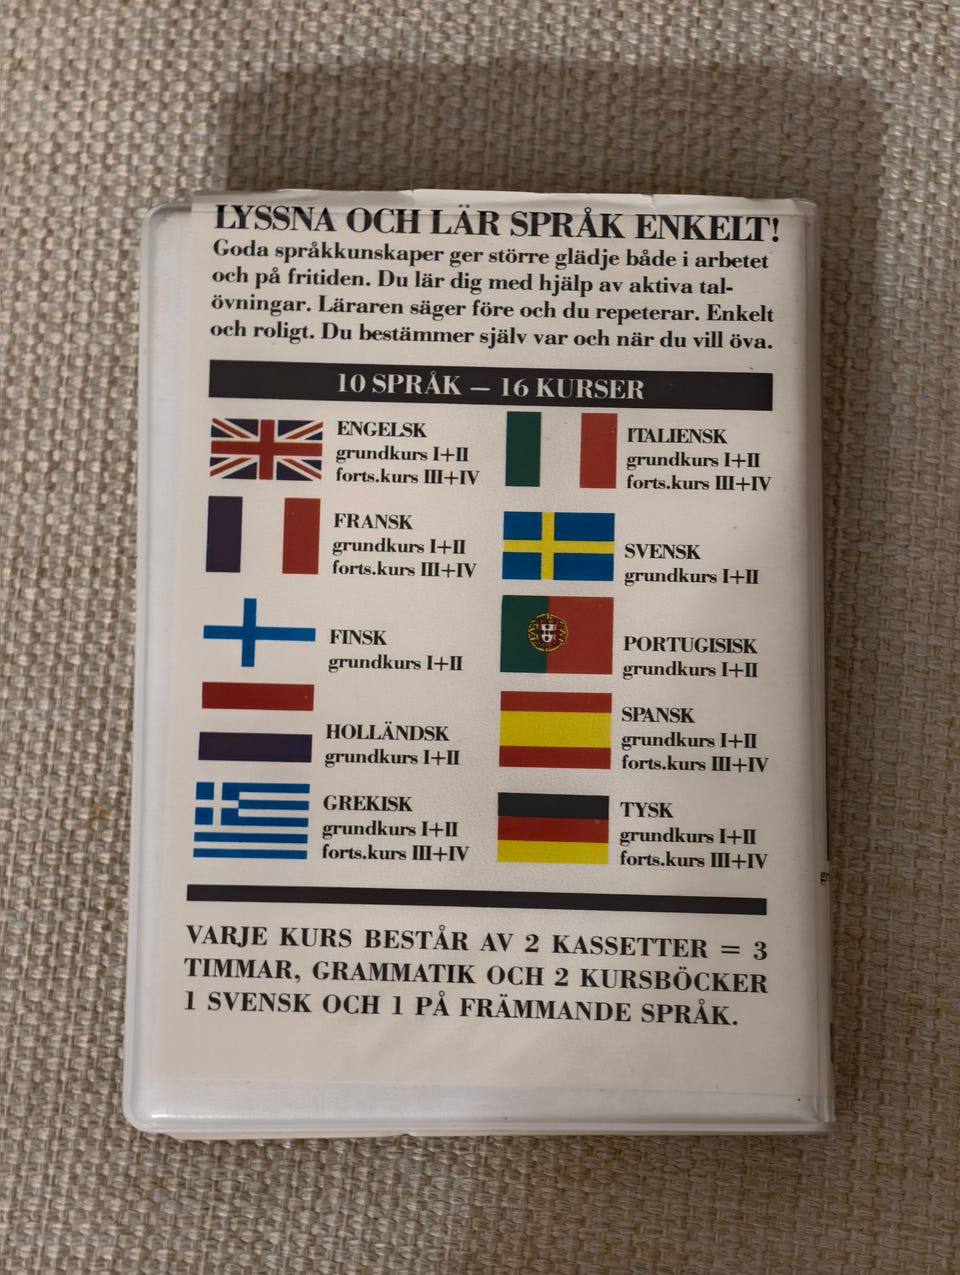 LYSSNA OCH LÄR SPRÅK ENKELT!
Goda språkkunskaper ger större glädje både i arbetet
och på fritiden. Du lär dig med hjälp av aktiva tal-
övningar. Läraren säger före och du repeterar. Enkelt
och roligt. Du bestämmer själv var och när du vill öva.
10 SPRÅK — 16 KURSER
ENGELSK
grundkurs I+II
forts.kurs III+IV
FRANSK
grundkurs I+II
forts.kurs III+IV
FINSK
grundkurs I+II
HOLLÄNDSK
grundkurs I+II
GREKISK
grundkurs I+II
forts.kurs III+IV
ITALIENSK
grundkurs I+II
forts.kurs III+IV
SVENSK
grundkurs I+II
PORTUGISISK
grundkurs I+II
SPANSK
grundkurs I+II
forts.kurs III+IV
TYSK
grundkurs I+II
forts.kurs III+IV
VARJE KURS BESTÅR AV 2 KASSETTER = 3
TIMMAR, GRAMMATIK OCH 2 KURSBÖCKER
1 SVENSK OCH 1 PÅ FRÄMMANDE SPRÅK.